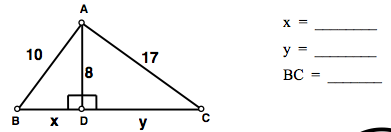 A
10
17
8
B
x
D
y
C
x = ________
y = ________
BC = _______